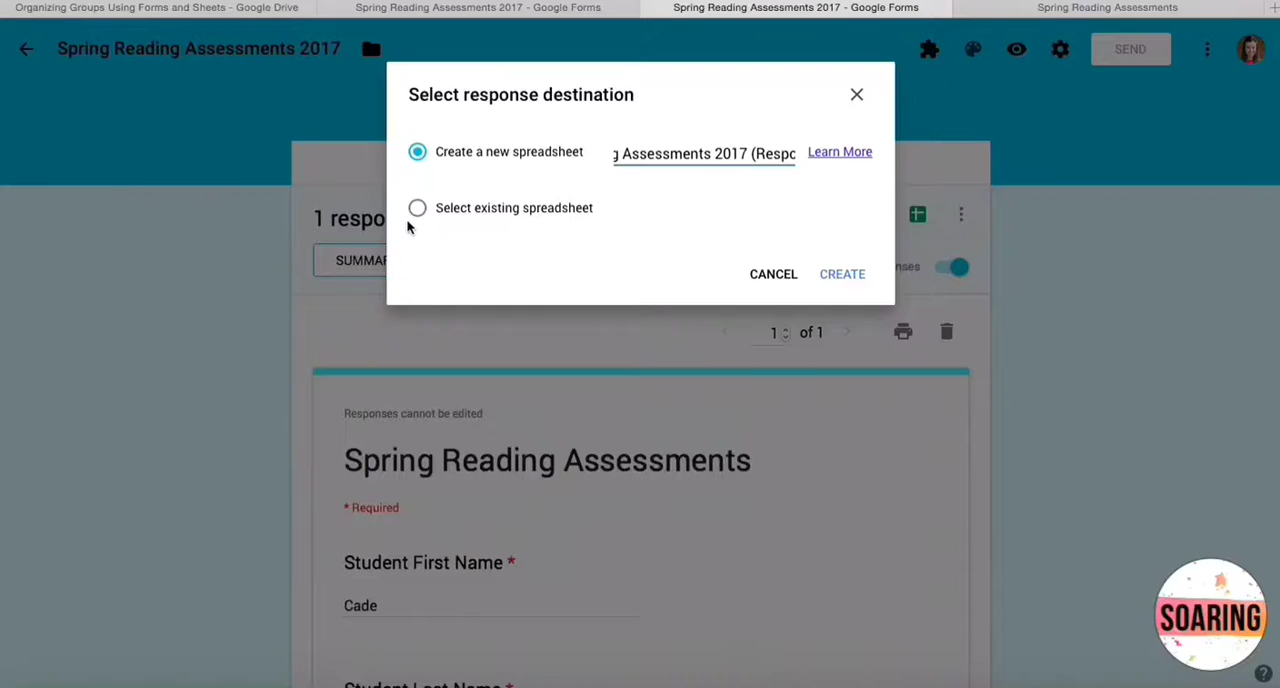 Organizing Groups Using Forms and Sheets - Google Drive
Spring Reading Assessments 2017 - Google Forms
Spring Reading Assessments 2017 - Google Forms
Spring Reading Assessments
Spring Reading Assessments 2017
SEND
Select response destination
Create a new spreadsheet
g Assessments 2017 (Respo
Learn More
Select existing spreadsheet
1 respo
SUMMAR
nses
CANCEL
CREATE
1 of 1
Responses cannot be edited
Spring Reading Assessments
* Required
Student First Name *
Cade
Student Last Name *
SOARING